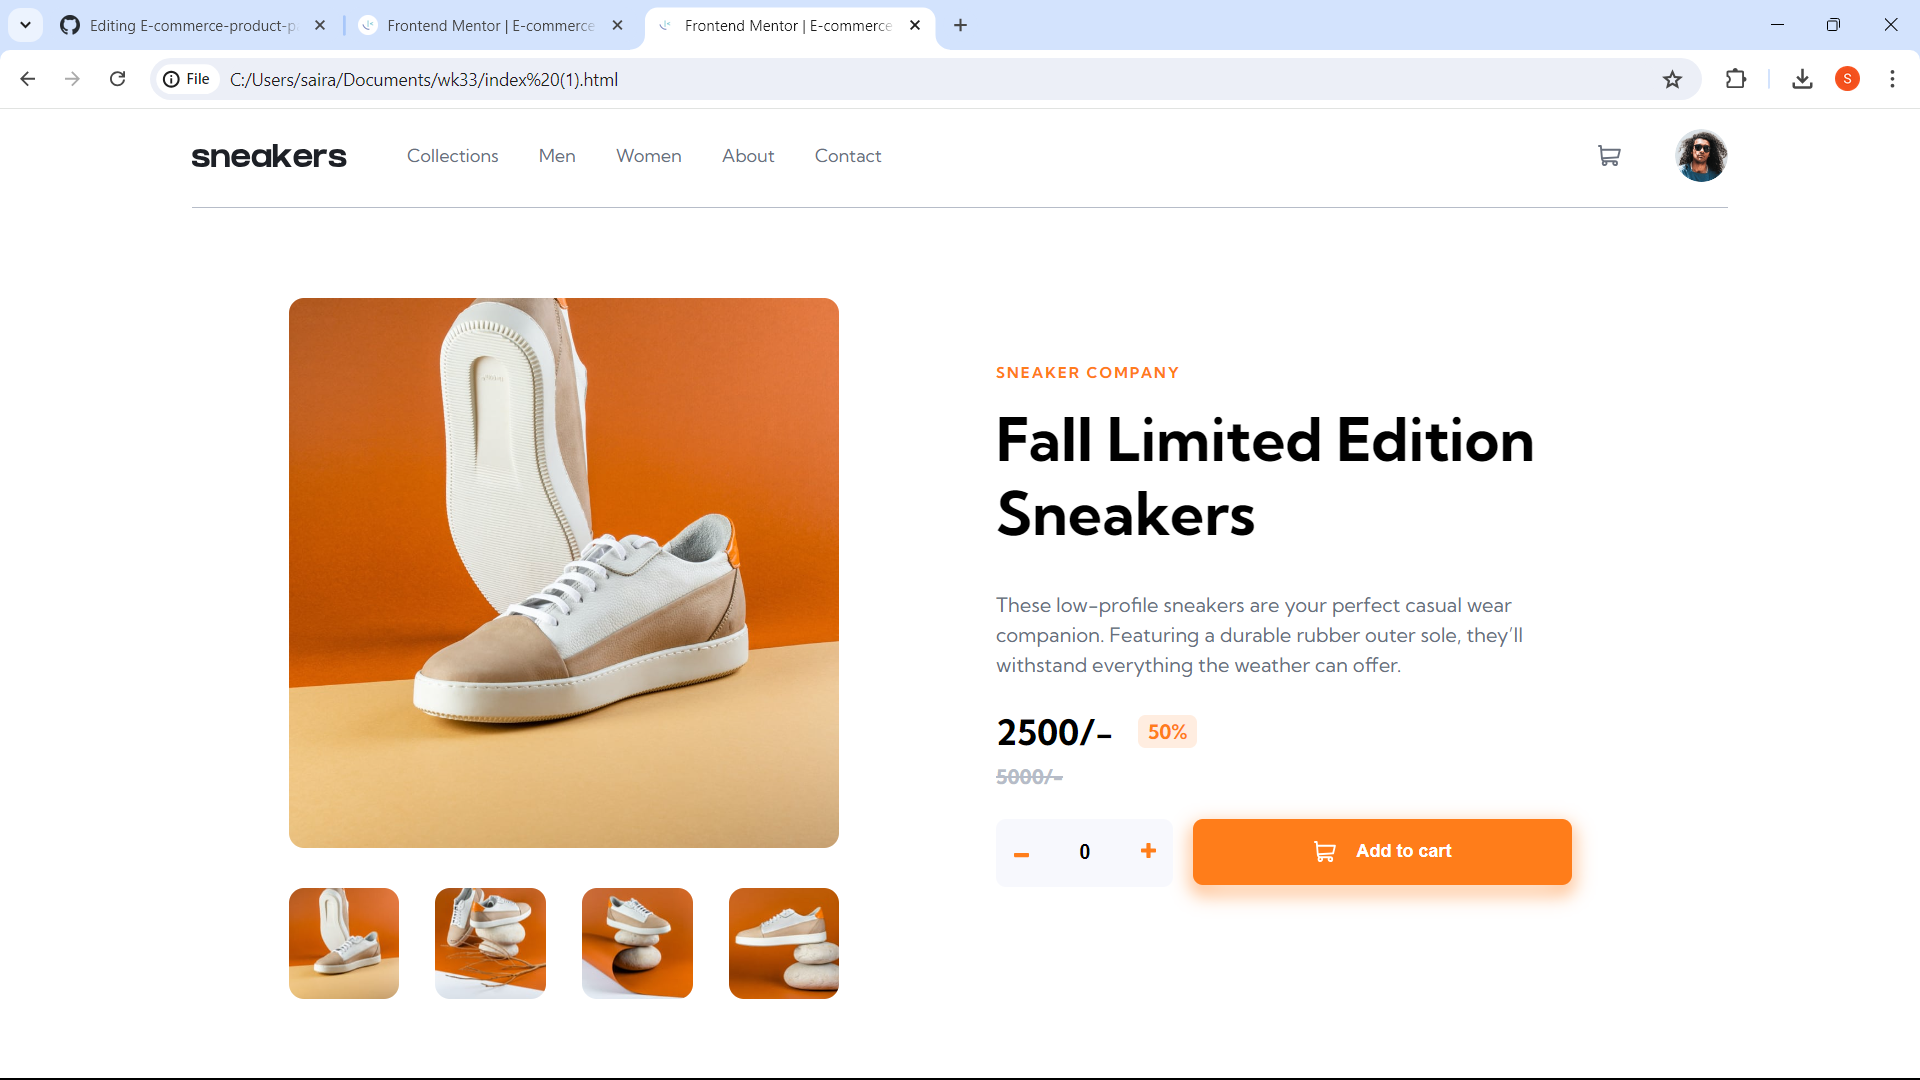 Editing E-commerce-product-p
Frontend Mentor | E-commerce
Frontend Mentor | E-commerce
File
C:/Users/saira/Documents/wk33/index%20(1).html
S
sneakers
Collections
Men
Women
About
Contact
SNEAKER COMPANY
Fall Limited Edition
Sneakers
These low-profile sneakers are your perfect casual wear
companion. Featuring a durable rubber outer sole, they’ll
withstand everything the weather can offer.
2500/-
50%
5000/-
0
Add to cart